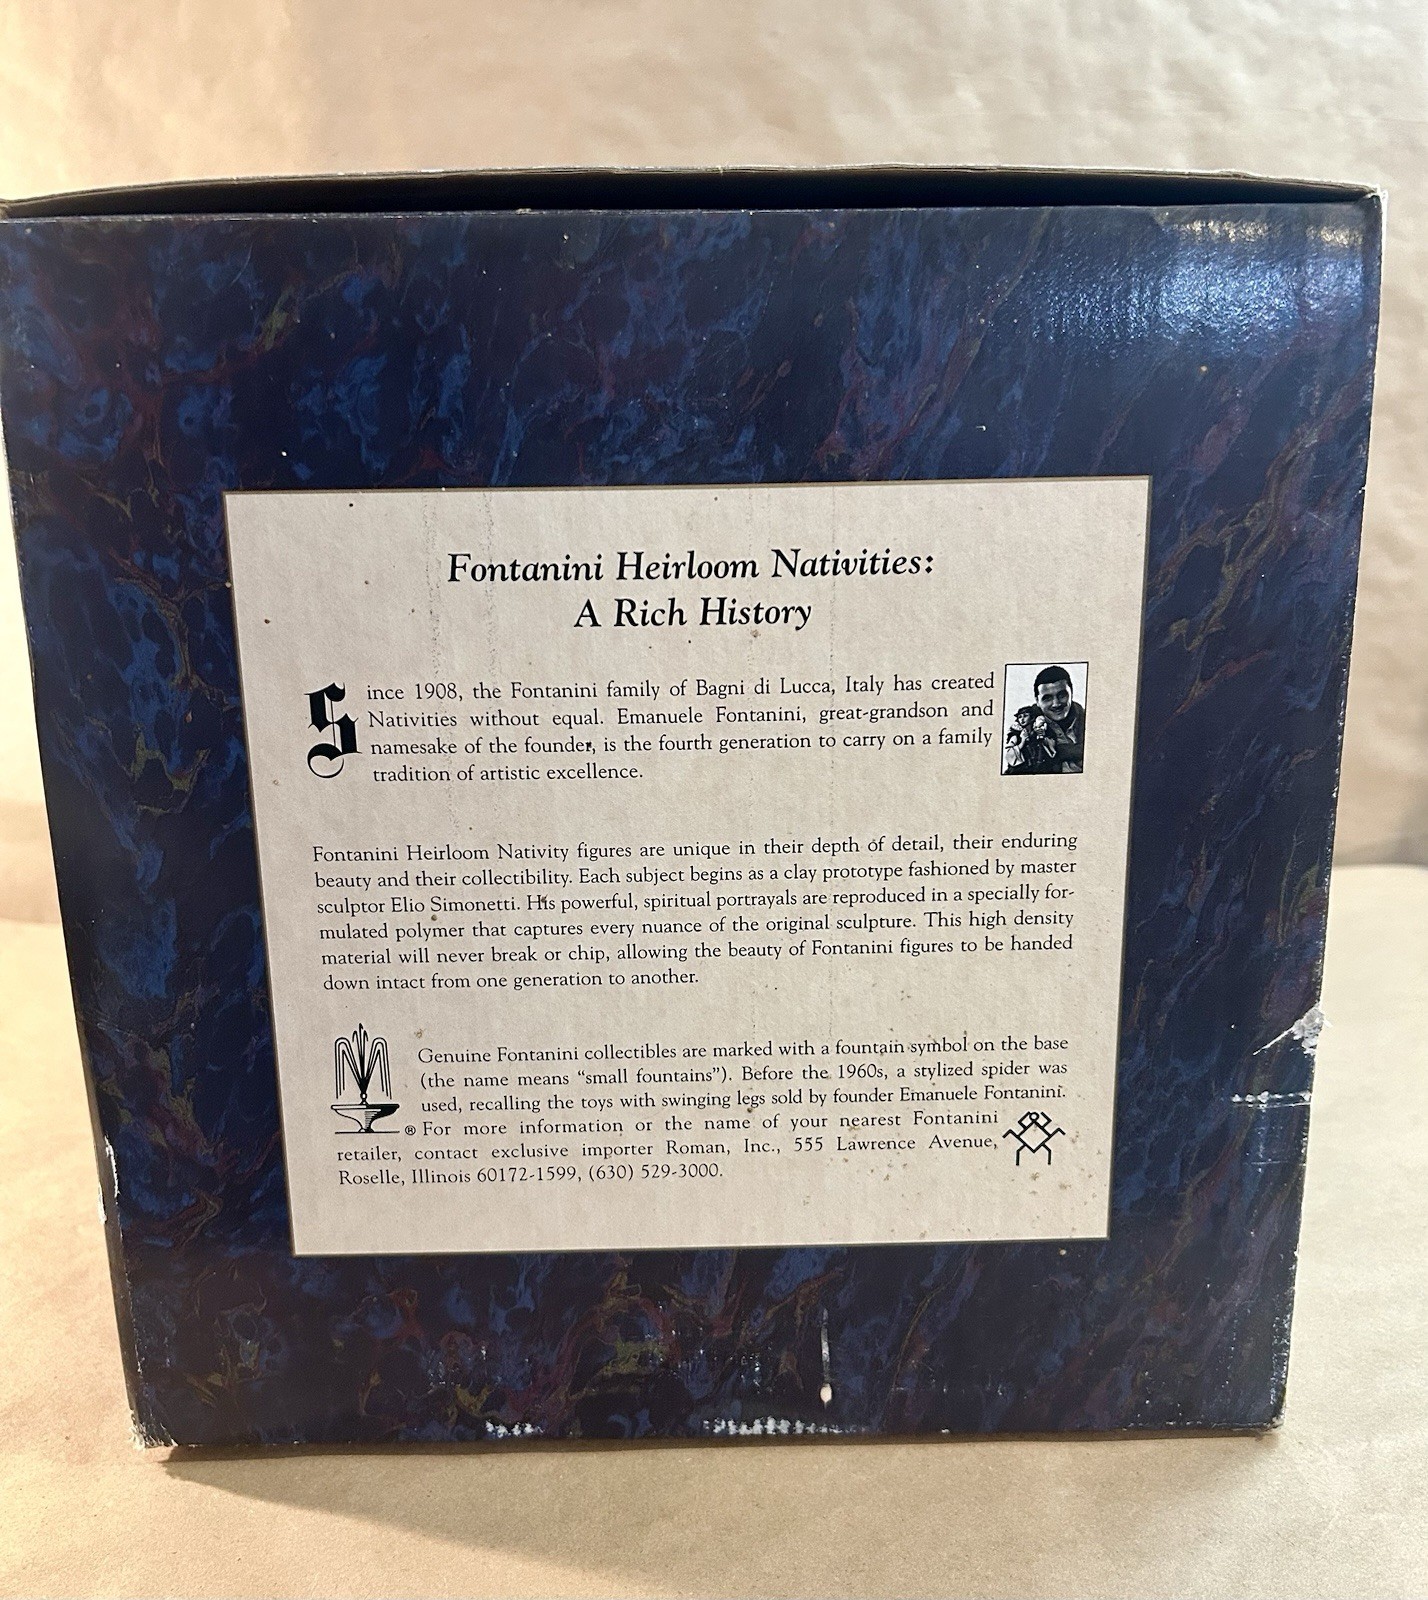 Fontanini Heirloom Nativities:
A Rich History
Since 1908, the Fontanini family of Bagni di Lucca, Italy has created
Nativities without equal. Emanuele Fontanini, great-grandson and
namesake of the founder, is the fourth generation to carry on a family
tradition of artistic excellence.
Fontanini Heirloom Nativity figures are unique in their depth of detail, their enduring
beauty and their collectibility. Each subject begins as a clay prototype fashioned by master
sculptor Elio Simonetti. His powerful, spiritual portrayals are reproduced in a specially for-
mulated polymer that captures every nuance of the original sculpture. This high density
material will never break or chip, allowing the beauty of Fontanini figures to be handed
down intact from one generation to another.
Genuine Fontanini collectibles are marked with a fountain symbol on the base
(the name means “small fountains”). Before the 1960s, a stylized spider was
used, recalling the toys with swinging legs sold by founder Emanuele Fontanini.
® For more information or the name of your nearest Fontanini
retailer, contact exclusive importer Roman, Inc., 555 Lawrence Avenue,
Roselle, Illinois 60172-1599, (630) 529-3000.